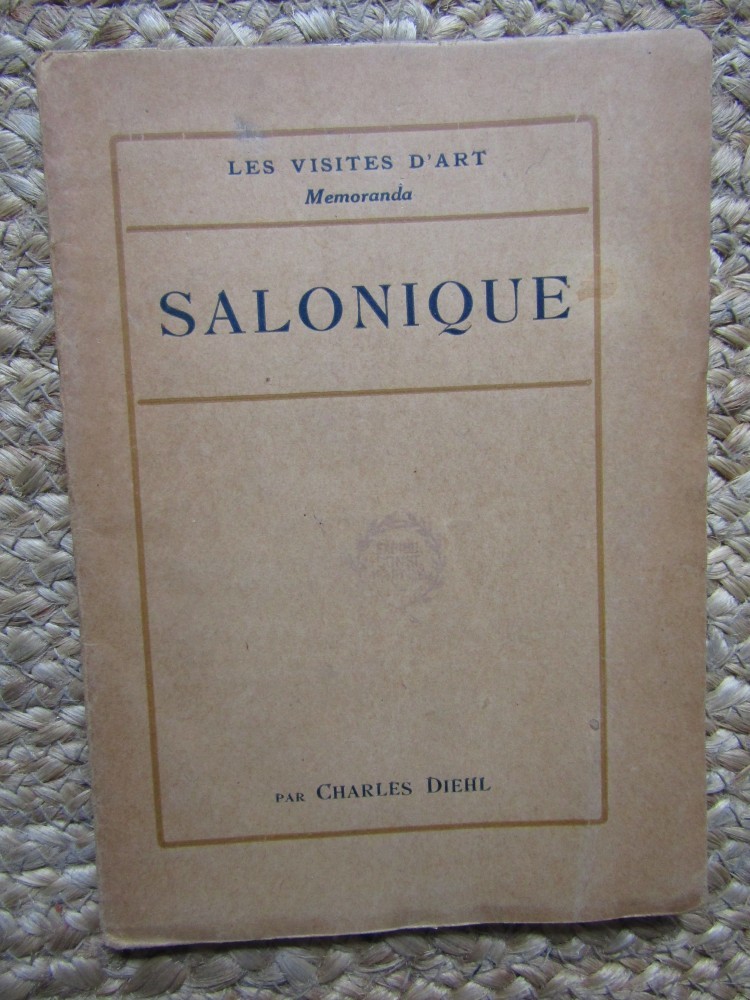 LES VISITES D'ART
Memoranda
SALONIQUE
PAR CHARLES DIEHL